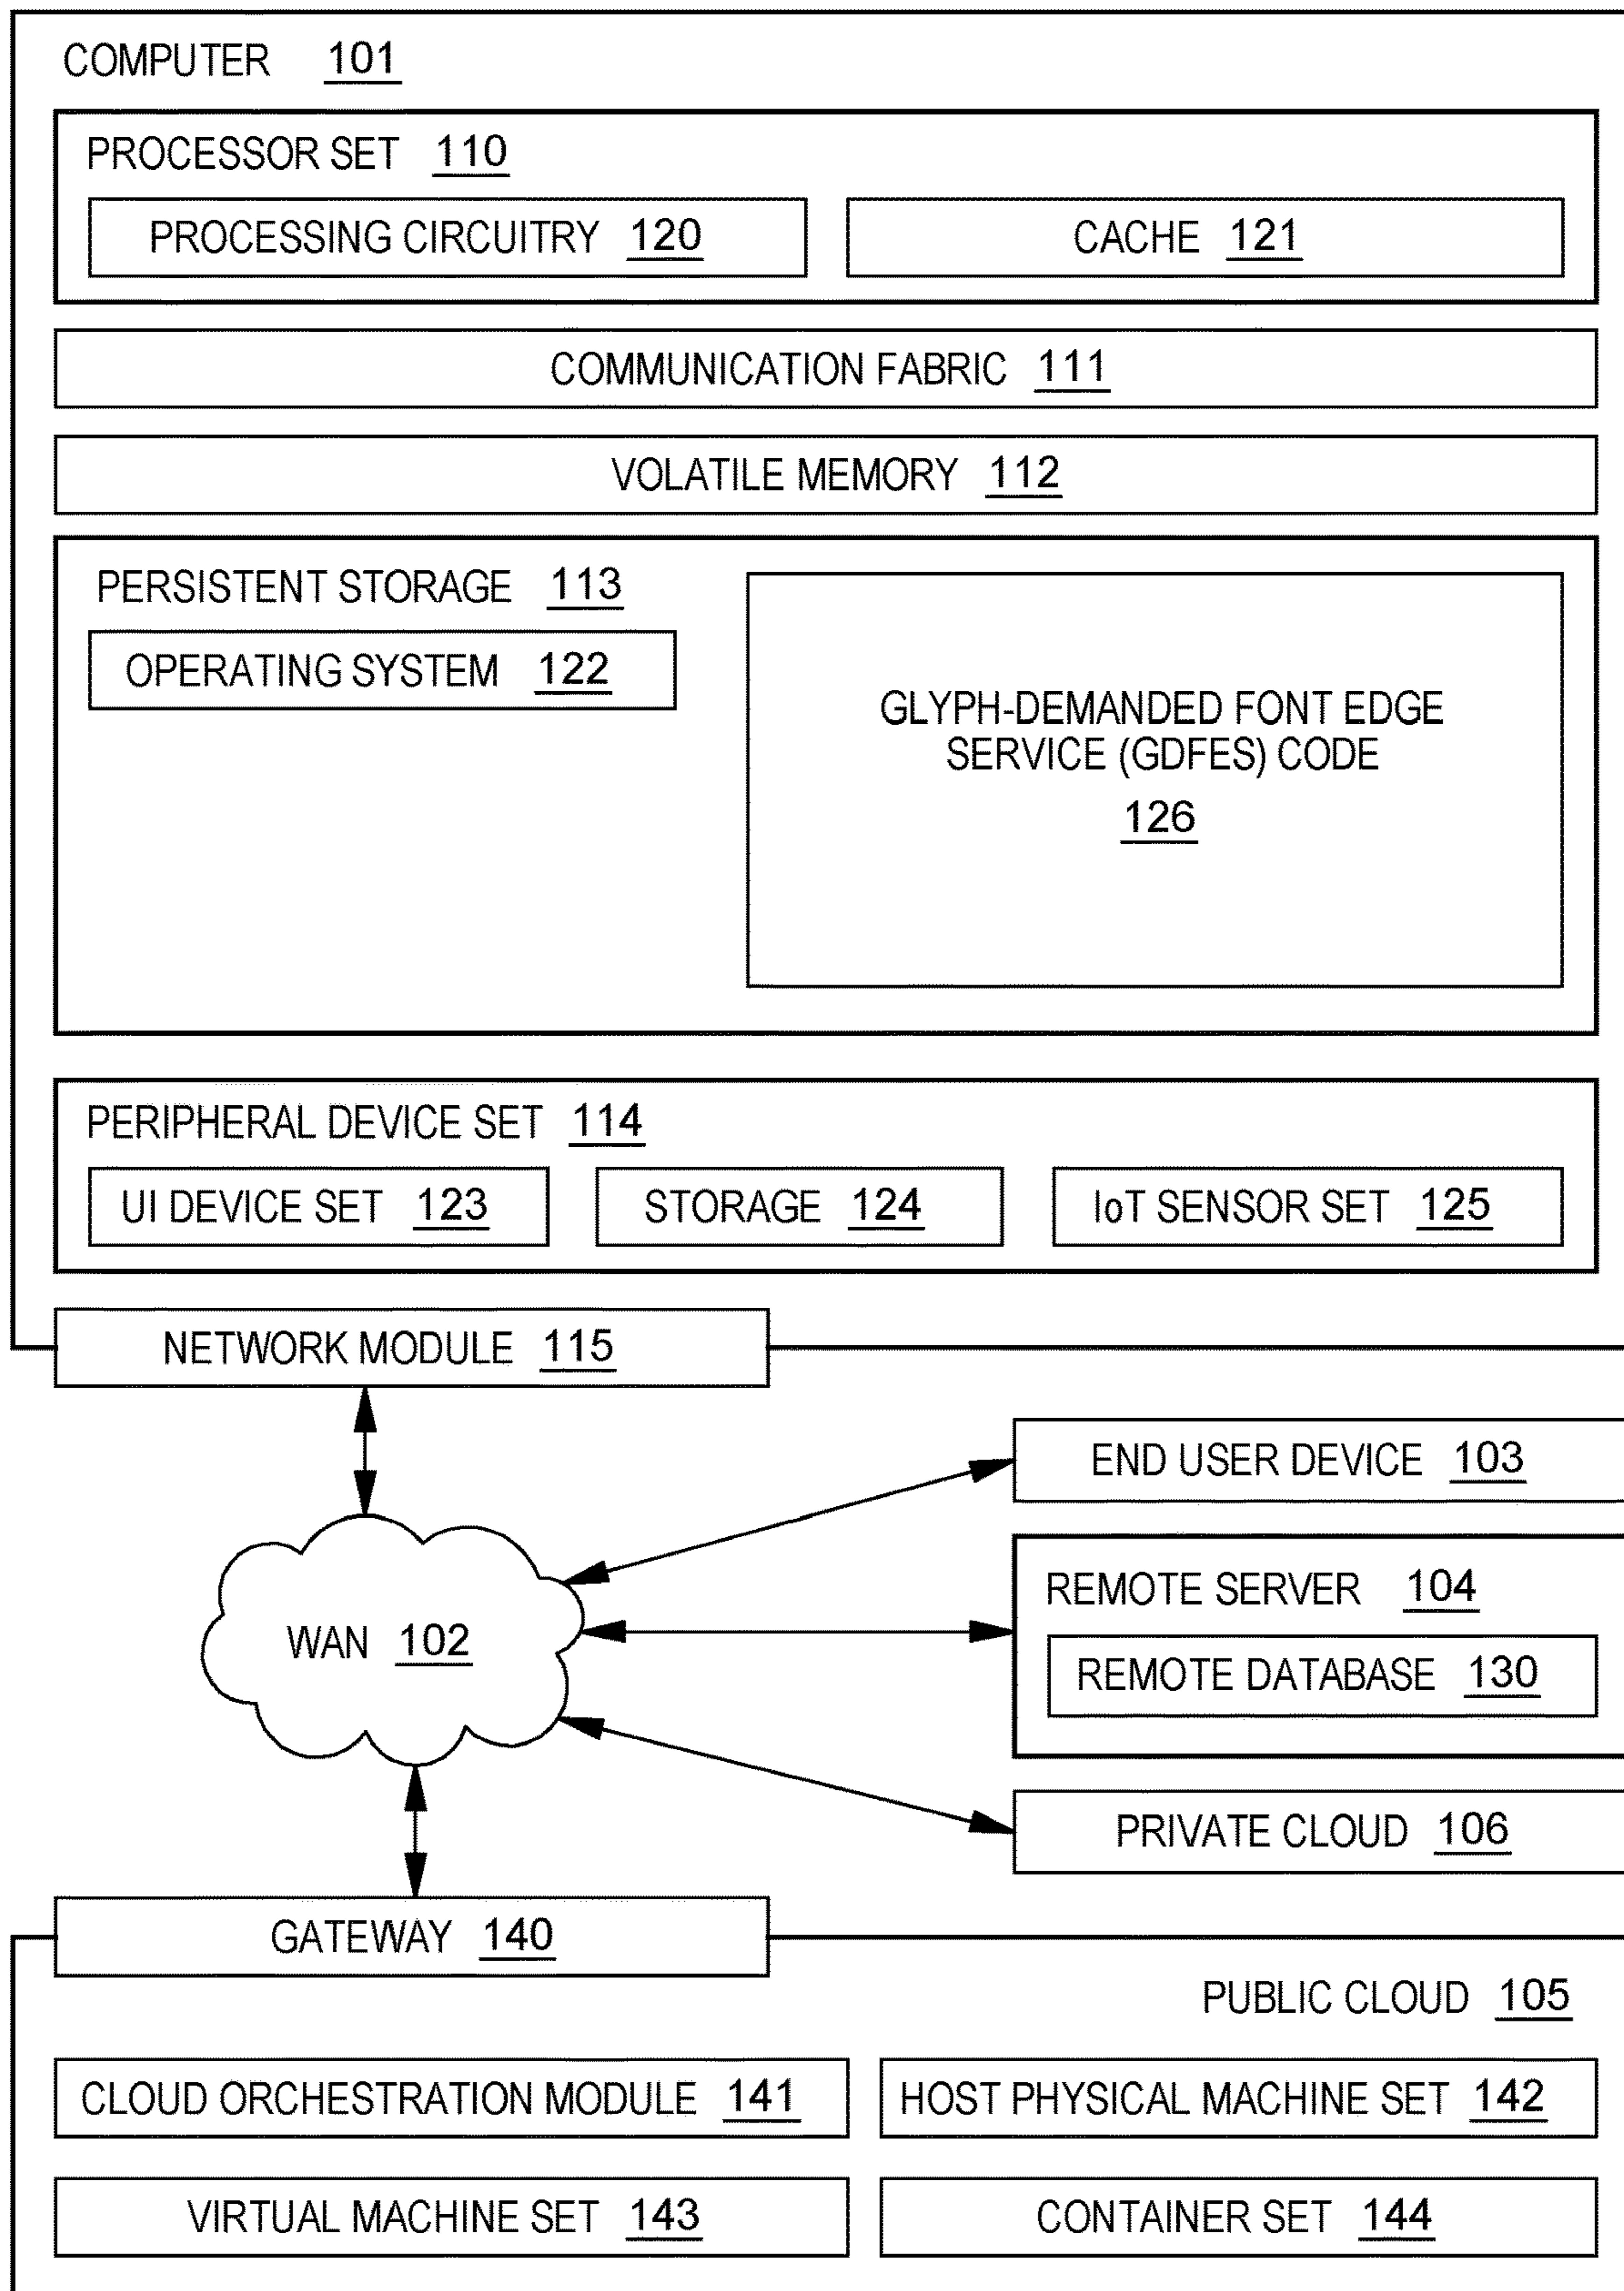 COMPUTER 101
PROCESSOR SET 110
PROCESSING CIRCUITRY 120
CACHE 121
COMMUNICATION FABRIC 111
VOLATILE MEMORY 112
PERSISTENT STORAGE 113
OPERATING SYSTEM 122
GLYPH-DEMANDED FONT EDGE
SERVICE (GDFES) CODE
126
PERIPHERAL DEVICE SET 114
UI DEVICE SET 123
STORAGE 124
IoT SENSOR SET 125
NETWORK MODULE 115
END USER DEVICE 103
WAN 102
REMOTE SERVER 104
REMOTE DATABASE 130
PRIVATE CLOUD 106
GATEWAY 140
PUBLIC CLOUD 105
CLOUD ORCHESTRATION MODULE 141
HOST PHYSICAL MACHINE SET 142
VIRTUAL MACHINE SET 143
CONTAINER SET 144